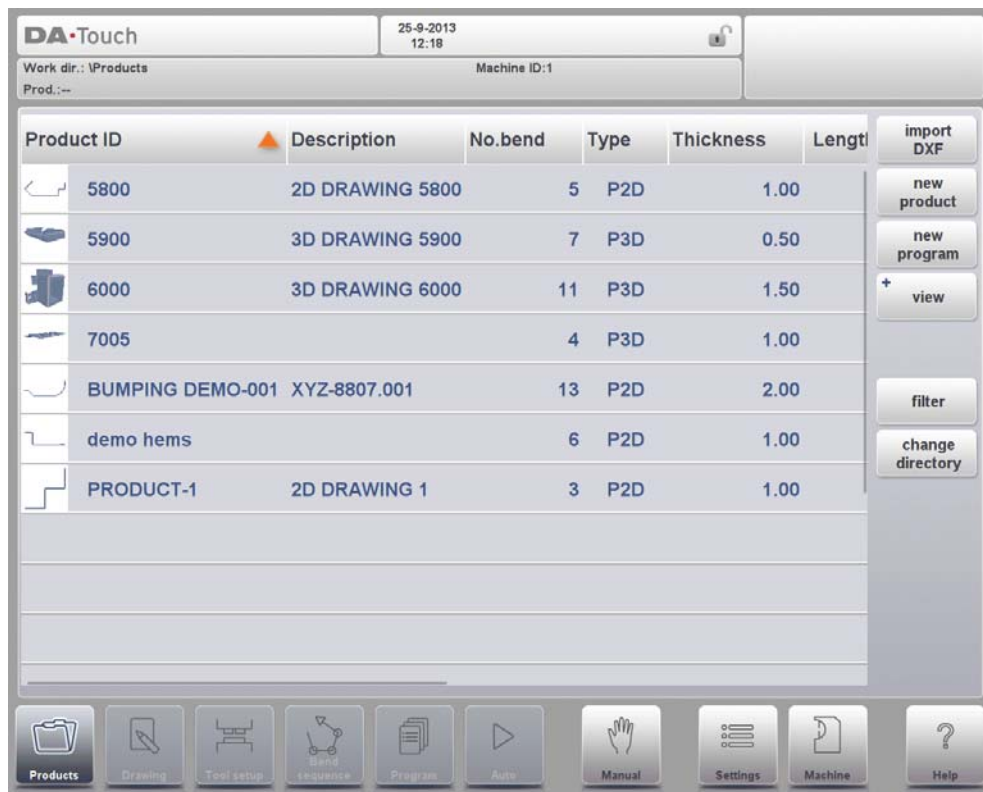 DA·Touch
25-9-2013
12:18
Work dir.: \Products
Machine ID:1
Prod.:--
Product ID Description No.bend Type Thickness Lengtl
5800 2D DRAWING 5800 5 P2D 1.00
5900 3D DRAWING 5900 7 P3D 0.50
6000 3D DRAWING 6000 11 P3D 1.50
7005 4 P3D 1.00
BUMPING DEMO-001 XYZ-8807.001 13 P2D 2.00
demo hems 6 P2D 1.00
PRODUCT-1 2D DRAWING 1 3 P2D 1.00
import
DXF
new
product
new
program
+ view
filter
change
directory
Products
Drawing
Tool setup
Bend
sequence
Program
Auto
Manual
Settings
Machine
? Help